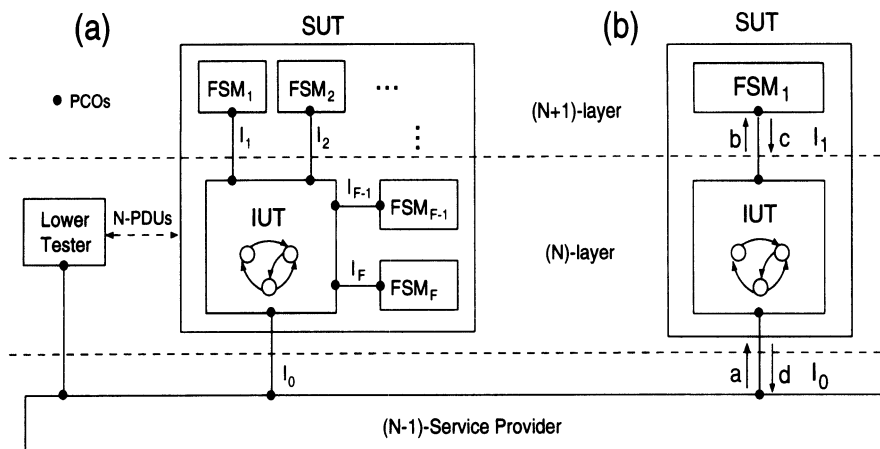 (a)
SUT
(b)
SUT
PCOs
FSM1
FSM2
...
FSM1
(N+1)-layer
I1
I2
b
c
I1
N-PDUs
Lower
Tester
IUT
IF-1
FSMF-1
IF
FSMF
(N)-layer
IUT
I0
a
d
I0
(N-1)-Service Provider